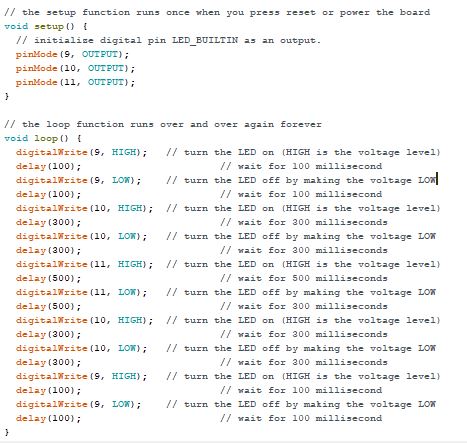 // the setup function runs once when you press reset or power the board
void setup() {
  // initialize digital pin LED_BUILTIN as an output.
  pinMode(9, OUTPUT);
  pinMode(10, OUTPUT);
  pinMode(11, OUTPUT);
}

// the loop function runs over and over again forever
void loop() {
  digitalWrite(9, HIGH);   // turn the LED on (HIGH is the voltage level)
  delay(100);                       // wait for 100 millisecond
  digitalWrite(9, LOW);    // turn the LED off by making the voltage LOW
  delay(100);                       // wait for 100 millisecond
  digitalWrite(10, HIGH);   // turn the LED on (HIGH is the voltage level)
  delay(300);                       // wait for 300 milliseconds
  digitalWrite(10, LOW);    // turn the LED off by making the voltage LOW
  delay(300);                       // wait for 300 milliseconds
  digitalWrite(11, HIGH);   // turn the LED on (HIGH is the voltage level)
  delay(500);                       // wait for 500 milliseconds
  digitalWrite(11, LOW);    // turn the LED off by making the voltage LOW
  delay(500);                       // wait for 300 milliseconds
  digitalWrite(10, HIGH);   // turn the LED on (HIGH is the voltage level)
  delay(300);                       // wait for 300 milliseconds
  digitalWrite(10, LOW);    // turn the LED off by making the voltage LOW
  delay(300);                       // wait for 300 milliseconds
  digitalWrite(9, HIGH);   // turn the LED on (HIGH is the voltage level)
  delay(100);                       // wait for 100 millisecond
  digitalWrite(9, LOW);    // turn the LED off by making the voltage LOW
  delay(100);                       // wait for 100 millisecond
}